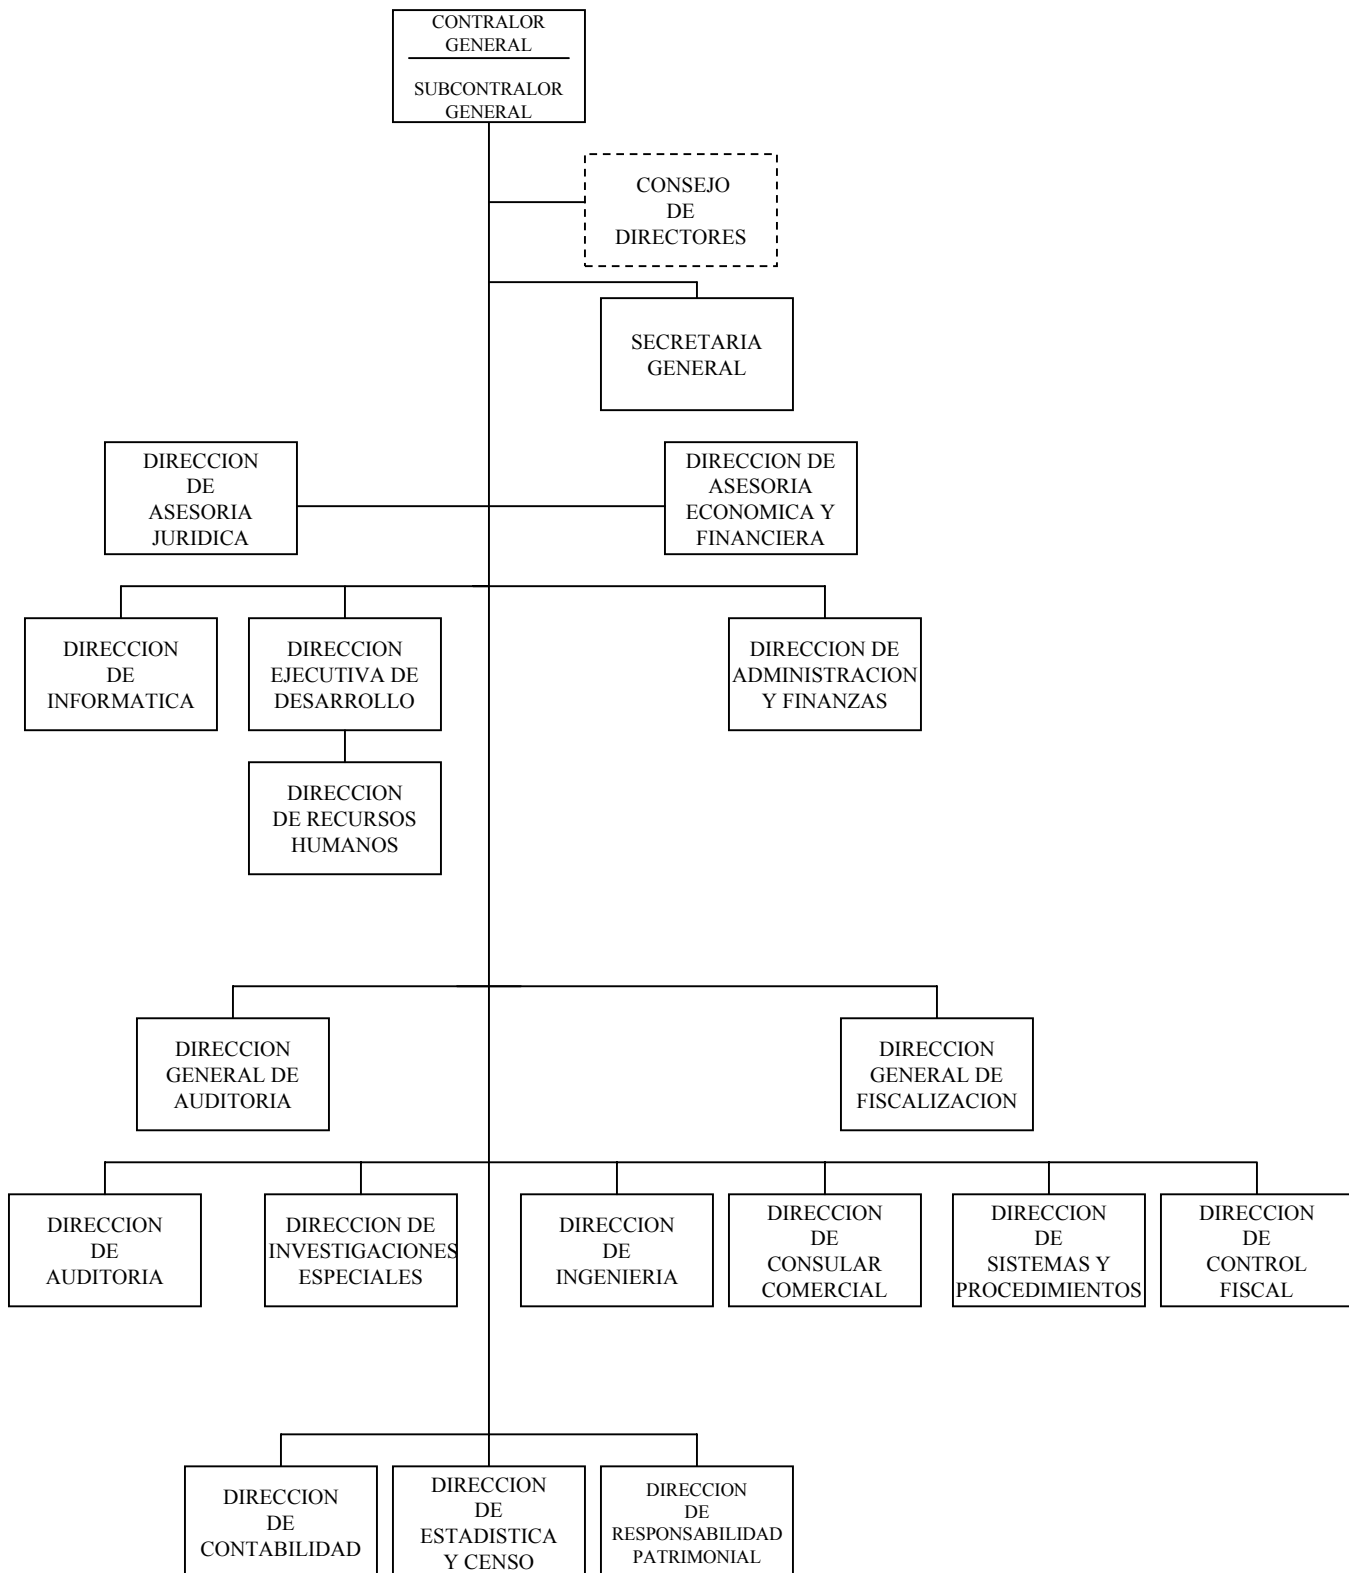 CONTRALOR
GENERAL
SUBCONTRALOR
GENERAL
CONSEJO
DE
DIRECTORES
SECRETARIA
GENERAL
DIRECCION
DE
ASESORIA
JURIDICA
DIRECCION DE
ASESORIA
ECONOMICA Y
FINANCIERA
DIRECCION
DE
INFORMATICA
DIRECCION
EJECUTIVA DE
DESARROLLO
DIRECCION DE
ADMINISTRACION
Y FINANZAS
DIRECCION
DE RECURSOS
HUMANOS
DIRECCION
GENERAL DE
AUDITORIA
DIRECCION
GENERAL DE
FISCALIZACION
DIRECCION
DE
AUDITORIA
DIRECCION DE
INVESTIGACIONES
ESPECIALES
DIRECCION
DE
INGENIERIA
DIRECCION
DE
CONSULAR
COMERCIAL
DIRECCION
DE
SISTEMAS Y
PROCEDIMIENTOS
DIRECCION
DE
CONTROL
FISCAL
DIRECCION
DE
CONTABILIDAD
DIRECCION
DE
ESTADISTICA
Y CENSO
DIRECCION
DE
RESPONSABILIDAD
PATRIMONIAL